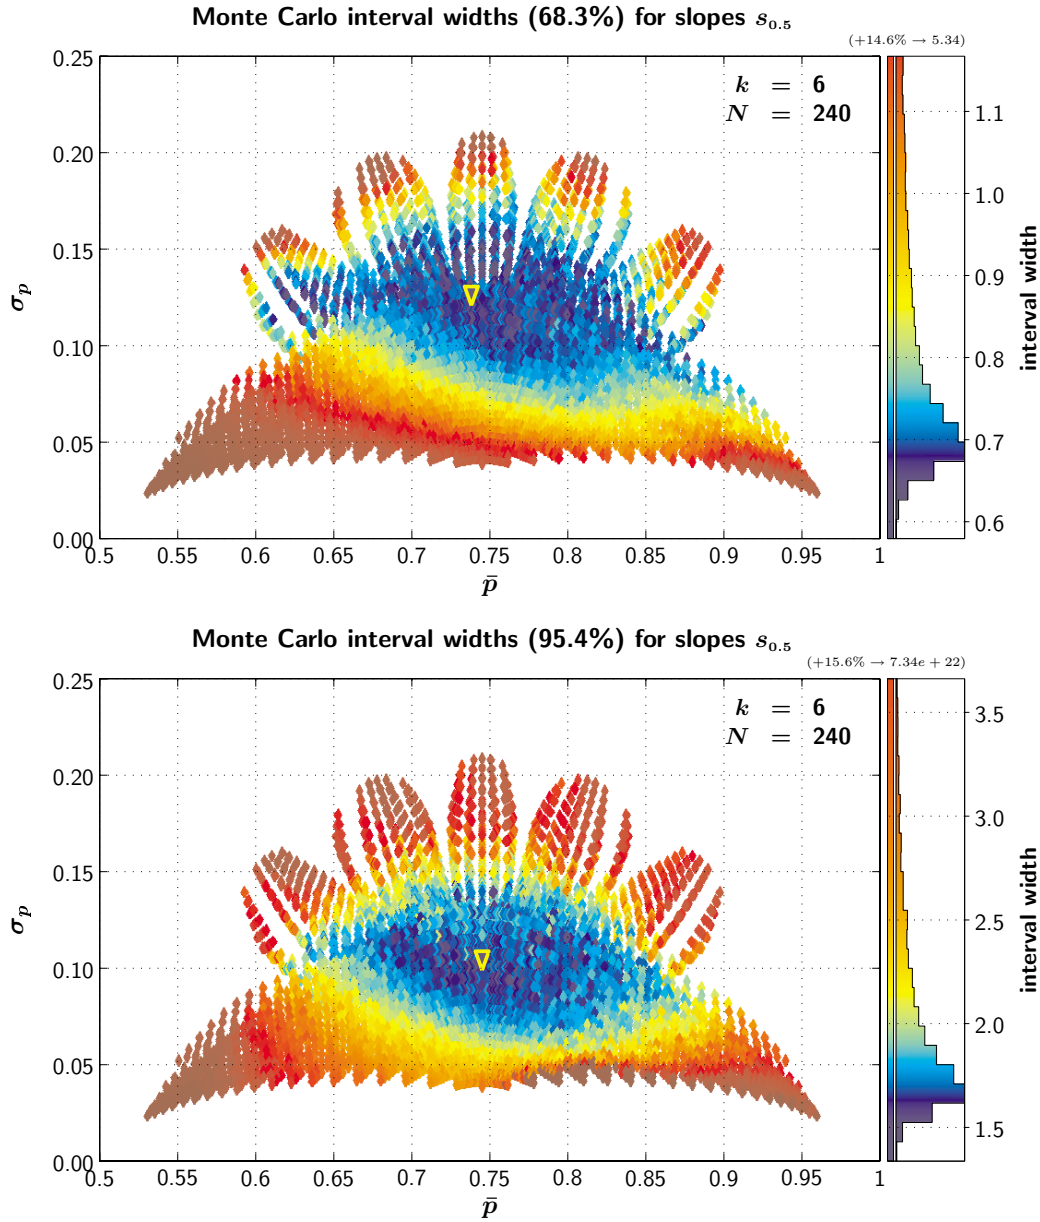 Monte Carlo interval widths (68.3%) for slopes s₀.₅
(+14.6% → 5.34)
k = 6
N = 240
0.25
0.20
0.15
0.10
0.05
0.00
σₚ
0.5 0.55 0.6 0.65 0.7 0.75 0.8 0.85 0.9 0.95 1
p̄
1.1
1.0
0.9
0.8
0.7
0.6
interval width
Monte Carlo interval widths (95.4%) for slopes s₀.₅
(+15.6% → 7.34e + 22)
k = 6
N = 240
0.25
0.20
0.15
0.10
0.05
0.00
σₚ
0.5 0.55 0.6 0.65 0.7 0.75 0.8 0.85 0.9 0.95 1
p̄
3.5
3.0
2.5
2.0
1.5
interval width